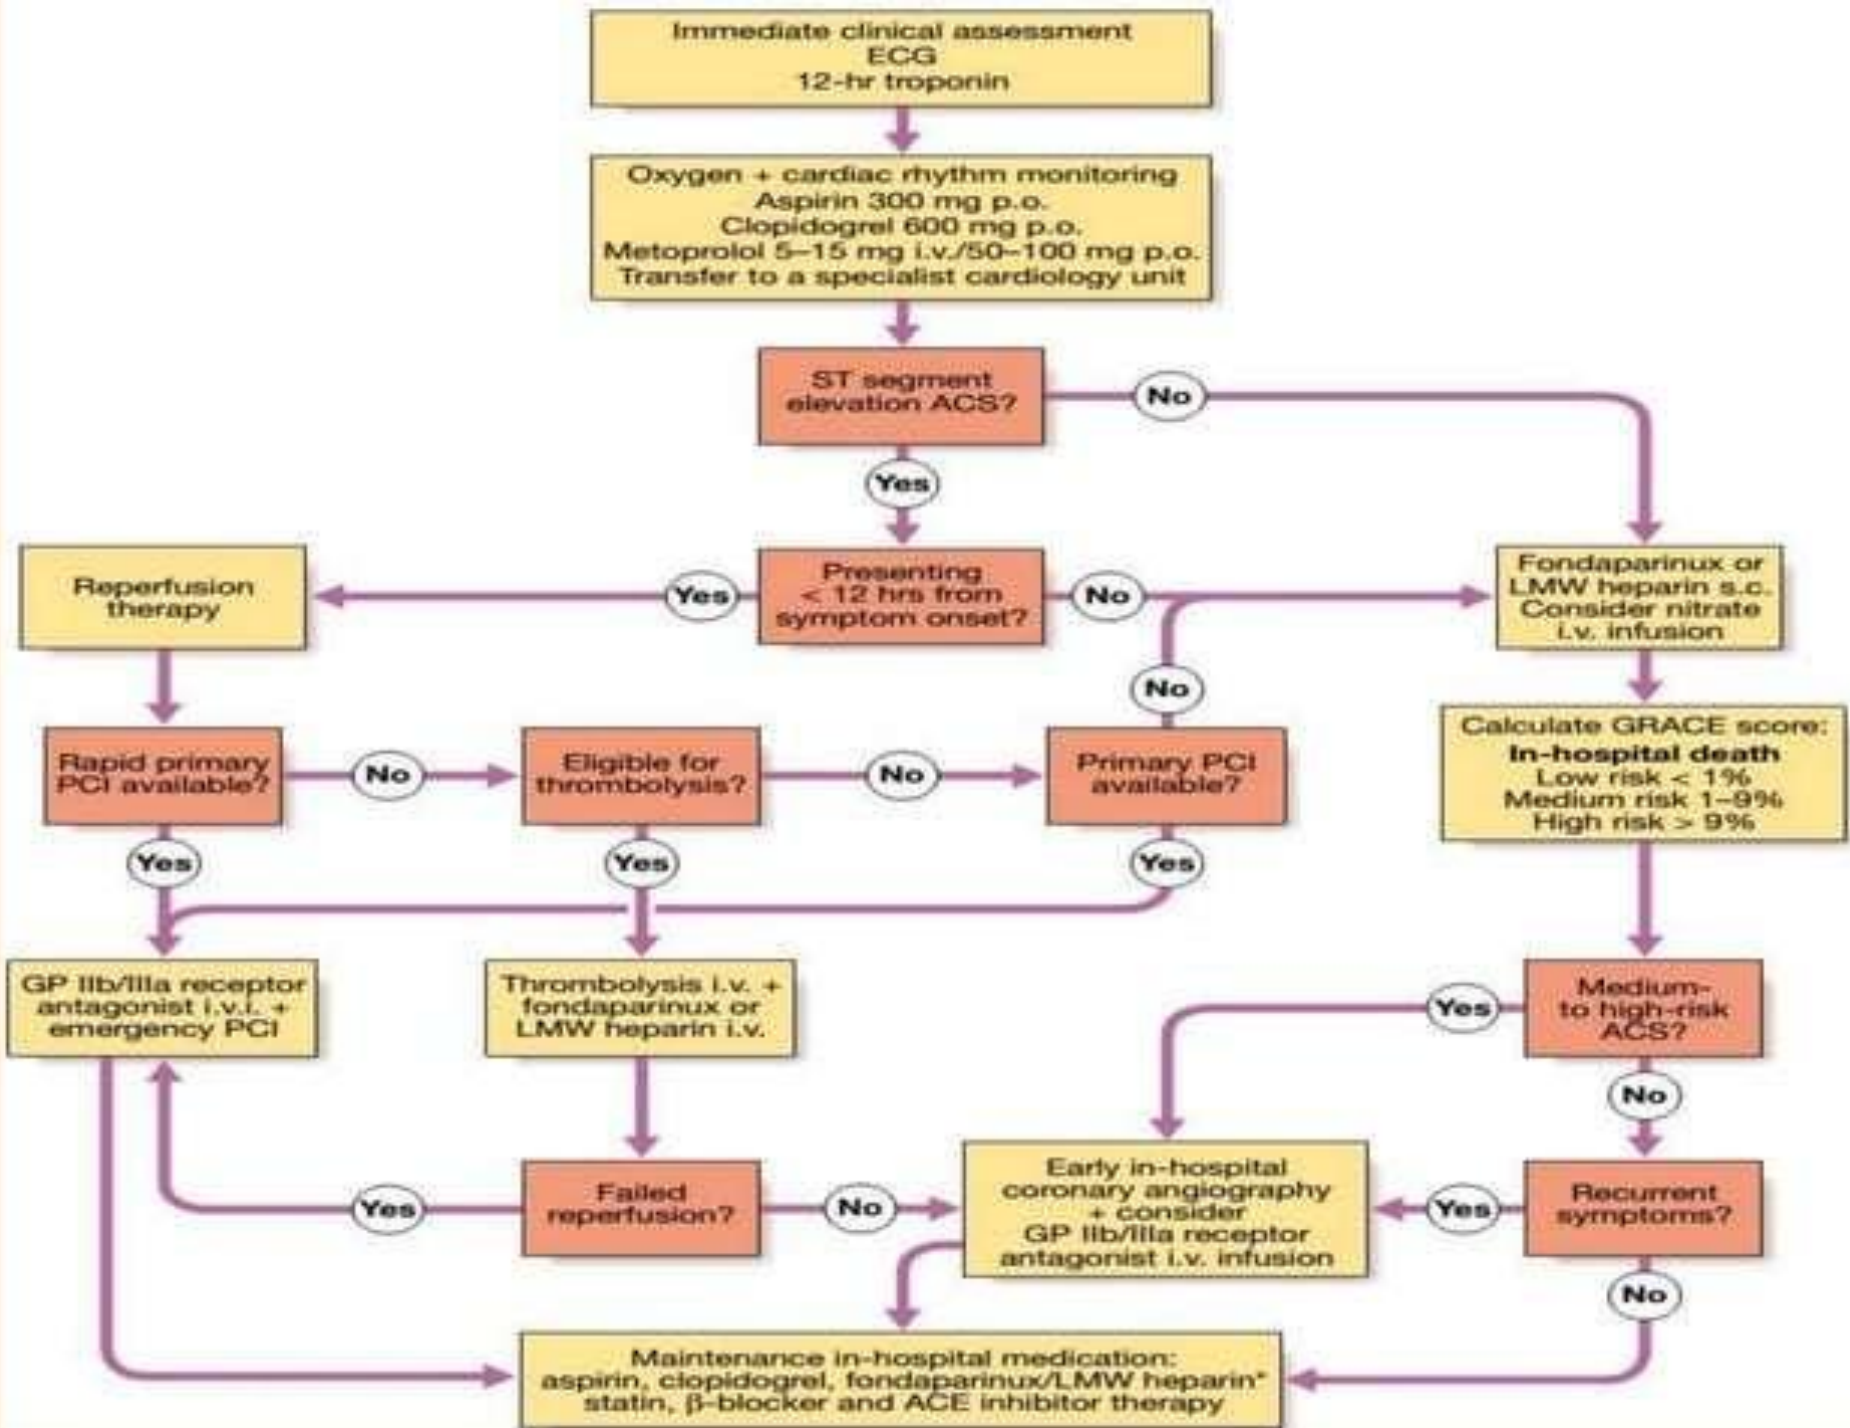 Immediate clinical assessment
ECG
12-hr troponin
Oxygen + cardiac rhythm monitoring
Aspirin 300 mg p.o.
Clopidogrel 600 mg p.o.
Metoprolol 5–15 mg i.v./50–100 mg p.o.
Transfer to a specialist cardiology unit
ST segment
elevation ACS?
No
Yes
Reperfusion
therapy
Yes
Presenting
< 12 hrs from
symptom onset?
No
Fondaparinux or
LMW heparin s.c.
Consider nitrate
i.v. infusion
No
Rapid primary
PCI available?
No
Eligible for
thrombolysis?
No
Primary PCI
available?
Calculate GRACE score:
In-hospital death
Low risk < 1%
Medium risk 1–9%
High risk > 9%
Yes
Yes
Yes
GP IIb/IIIa receptor
antagonist i.v.i. +
emergency PCI
Thrombolysis i.v. +
fondaparinux or
LMW heparin i.v.
Yes
Medium-
to high-risk
ACS?
No
Yes
Failed
reperfusion?
No
Early in-hospital
coronary angiography
+ consider
GP IIb/IIIa receptor
antagonist i.v. infusion
Yes
Recurrent
symptoms?
No
Maintenance in-hospital medication:
aspirin, clopidogrel, fondaparinux/LMW heparin*
statin, β-blocker and ACE inhibitor therapy